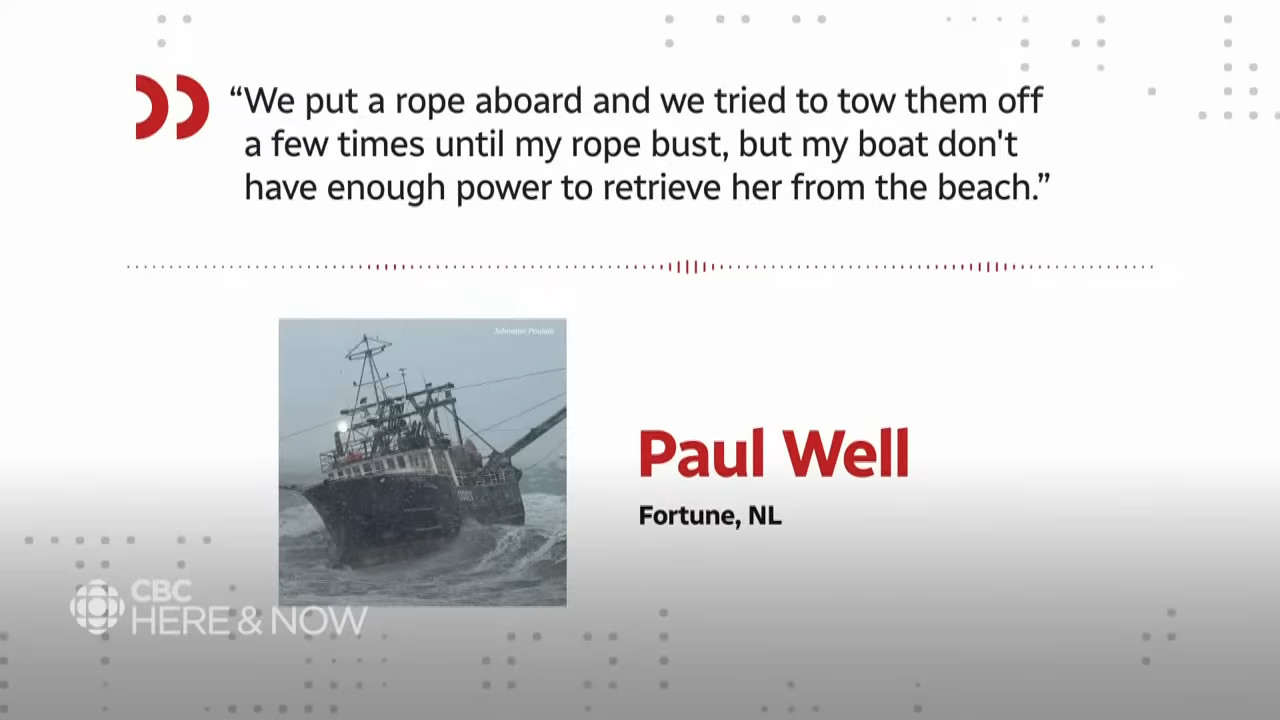 “We put a rope aboard and we tried to tow them off
a few times until my rope bust, but my boat don't
have enough power to retrieve her from the beach.”
Paul Well
Fortune, NL
CBC
HERE & NOW